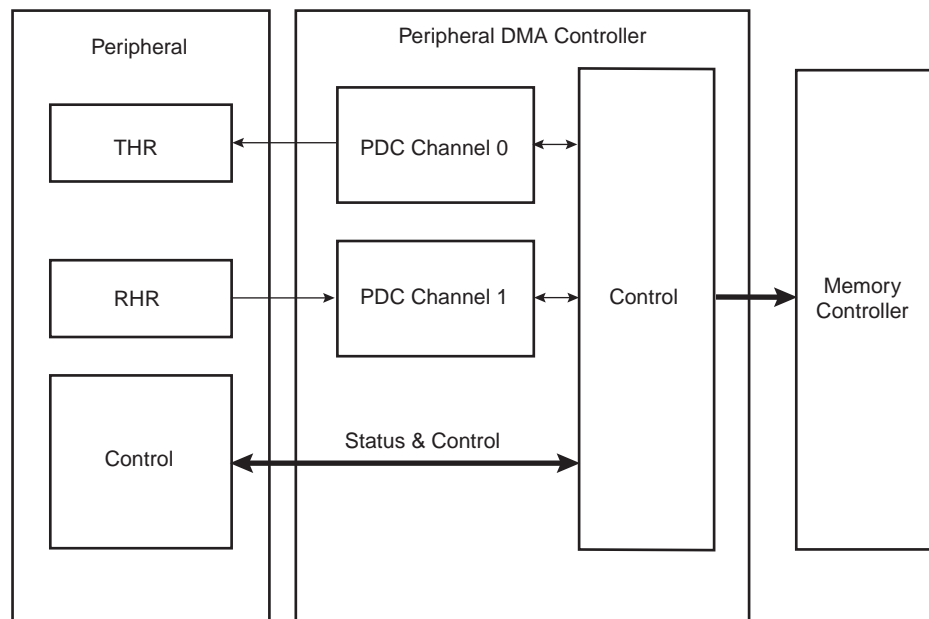 Peripheral
Peripheral DMA Controller
THR
PDC Channel 0
RHR
PDC Channel 1
Control
Memory
Controller
Control
Status & Control